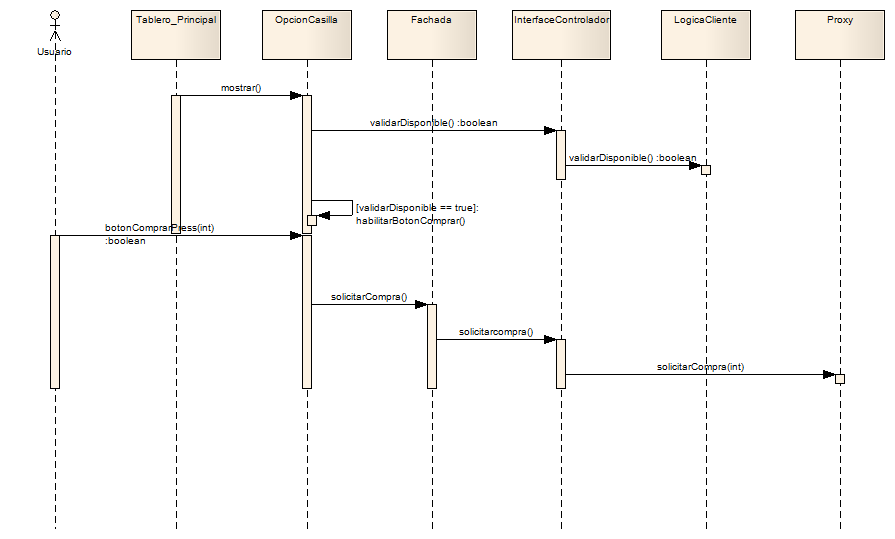 Usuario
Tablero_Principal
OpcionCasilla
Fachada
InterfaceControlador
LogicaCliente
Proxy
mostrar()
validarDisponible() :boolean
validarDisponible() :boolean
[validarDisponible == true]:
habilitarBotonComprar()
botonComprarPress(int)
:boolean
solicitarCompra()
solicitarcompra()
solicitarCompra(int)